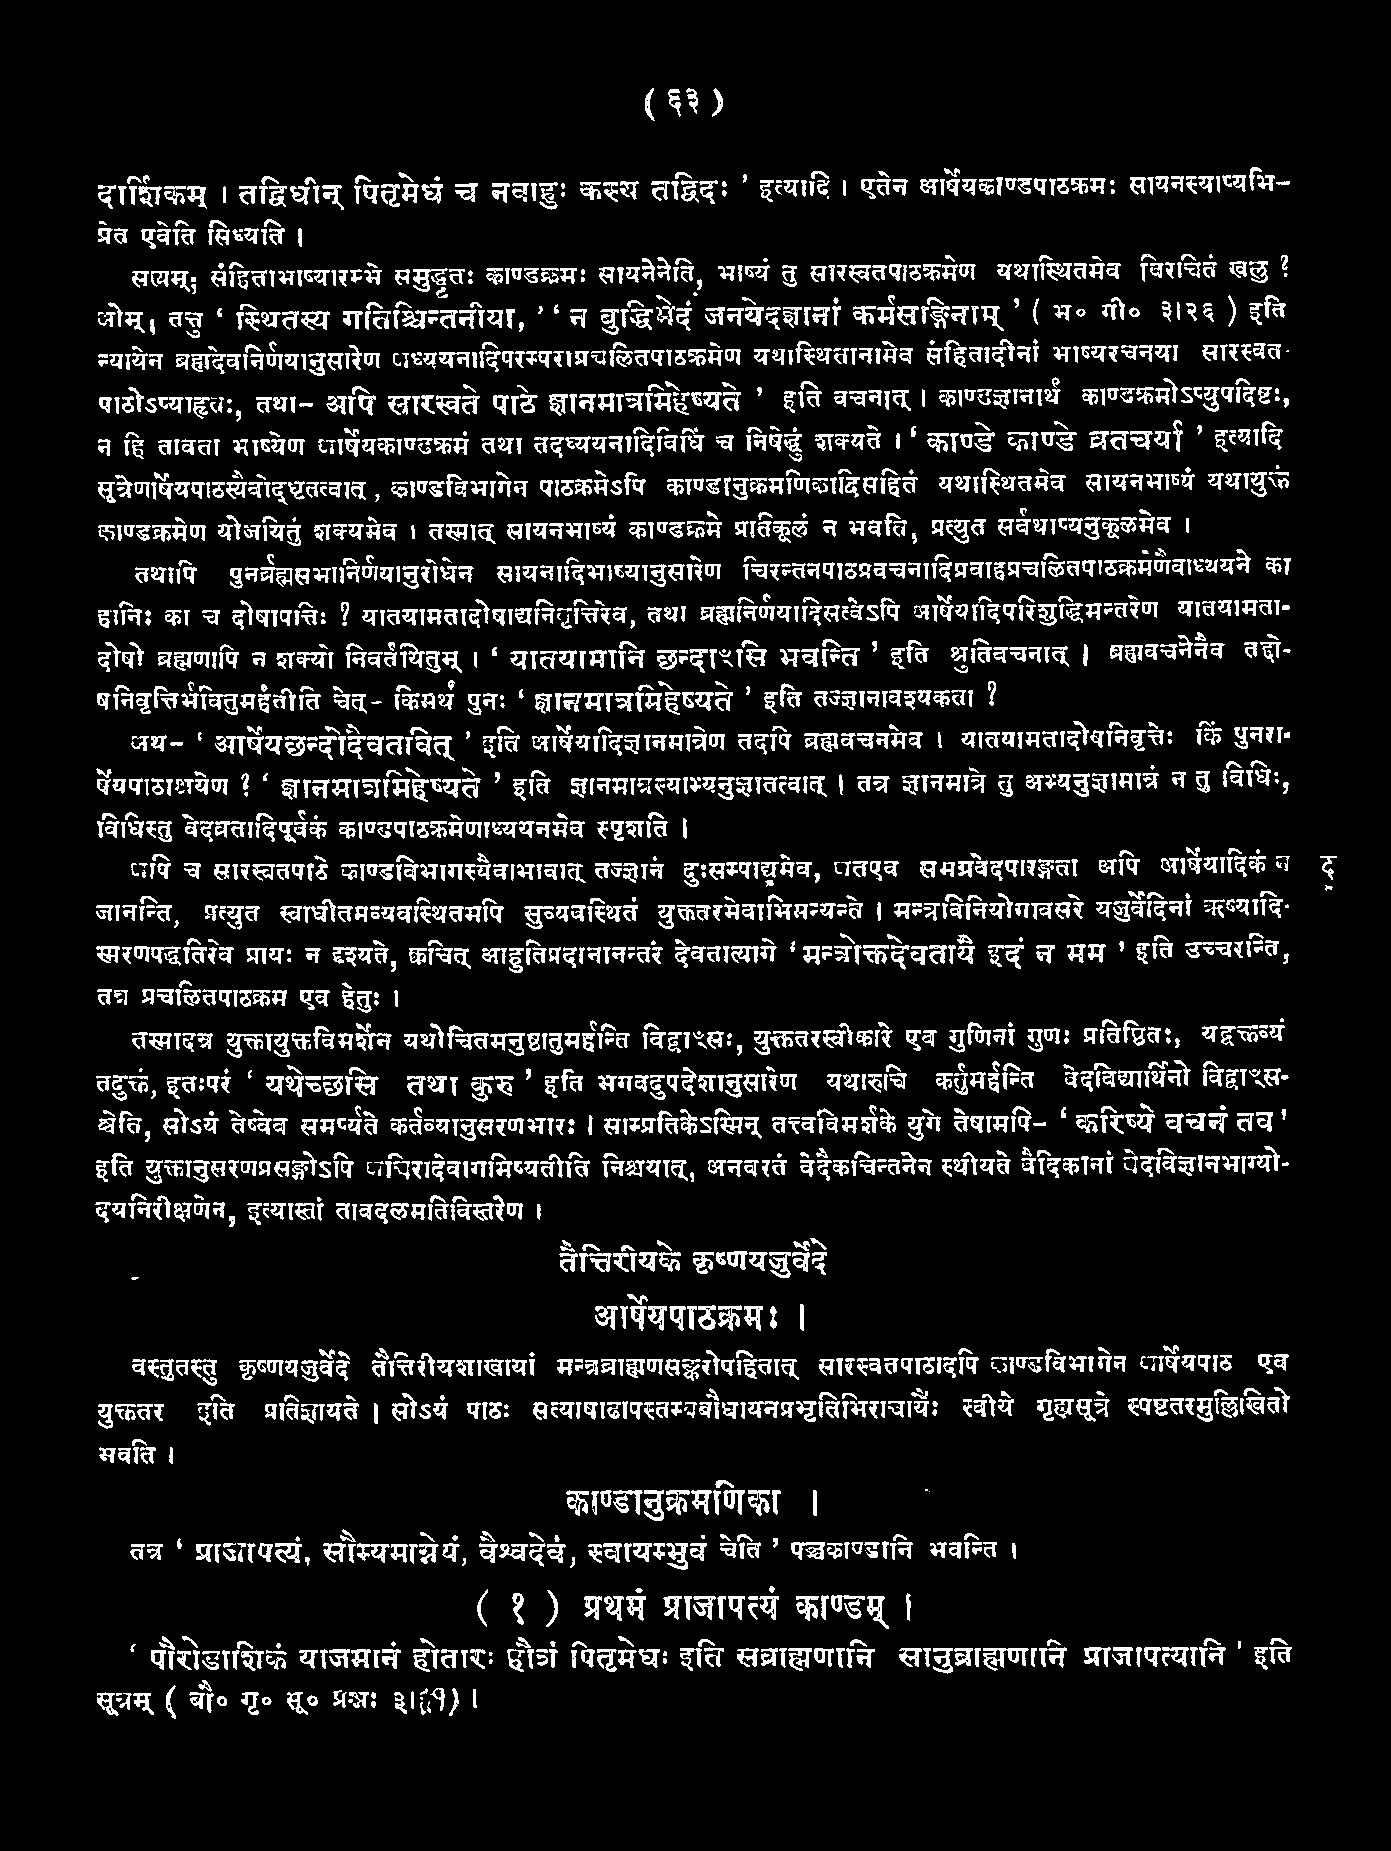 ( ६३ )
दार्शिकम् । तद्विधीन् पितृमेधं च नवाहुः कस्य तद्विदः ' इत्यादि । एतेन आर्षेयकाण्डपाठक्रमः सायनस्याप्यभि-
प्रेत एवेति सिध्यति ।
सत्यम्; संहिताभाष्यारम्भे समुद्धृतः काण्डक्रमः सायनेनेति, भाष्यं तु सारस्वतपाठक्रमेण यथास्थितमेव विरचितं खलु ?
ओम्, तत्तु ‘ स्थितस्य गतिश्चिन्तनीया, ’ ‘ न बुद्धिभेदं जनयेदज्ञानां कर्मसाङ्गिनाम् ’ ( भ० गी० ३।२६ ) इति
न्यायेन ब्रह्मदेवनिर्णयानुसारेण अध्ययनादिपरम्पराप्रचलितपाठक्रमेण यथास्थितानामेव संहितादीनां भाष्यरचनया सारस्वत-
पाठोऽप्यादृतः, तथा- अपि सारस्वते पाठे ज्ञानमात्रमिहेष्यते ’ इति वचनात् । काण्डज्ञानार्थं काण्डक्रमोऽप्युपदिष्टः,
न हि तावता भाष्येण आर्षेयकाण्डक्रमं तथा तदध्ययनादिविधिं च निषेद्धुं शक्यते । ‘ काण्डे काण्डे व्रतचर्या ’ इत्यादि
सूत्रेणार्षेयपाठस्यैवोद्धृतत्वात्, काण्डविभागेन पाठक्रमेऽपि काण्डानुक्रमणिकादिसहितं यथास्थितमेव सायनभाष्यं यथायुक्तं
काण्डक्रमेण योजयितुं शक्यमेव । तस्मात् सायनभाष्यं काण्डक्रमे प्रतिकूलं न भवति, प्रत्युत सर्वथाप्यनुकूलमेव ।
तथापि पुनर्ब्रह्मसभानिर्णयानुरोधेन सायनादिभाष्यानुसारेण चिरन्तनपाठप्रवचनादिप्रवाहप्रचलितपाठक्रमेणैवाध्ययने का
हानिः का च दोषापत्तिः ? यातयामतादोषाद्यनिवृत्तिरेव, तथा ब्रह्मनिर्णयादिसत्वेऽपि आर्षेयादिपरिशुद्धिमन्तरेण यातयामता-
दोषो ब्रह्मणापि न शक्यो निवर्तयितुम् । ‘ यातयामानि छन्दाꣳसि भवन्ति ’ इति श्रुतिवचनात् । ब्रह्मवचनेनैव तद्दो-
षनिवृत्तिर्भवितुमर्हतीति चेत्- किमर्थं पुनः ‘ ज्ञानमात्रमिहेष्यते ’ इति तज्ज्ञानावश्यकता ?
अथ- ‘ आर्षेयछन्दोदैवतावित् ’ इति आर्षेयादिज्ञानमात्रेण तदपि ब्रह्मवचनमेव । यातयामतादोषनिवृत्तेः किं पुनरा-
र्षेयपाठाश्रयेण ? ‘ ज्ञानमात्रमिहेष्यते ’ इति ज्ञानमात्रस्याभ्यनुज्ञातत्वात् । तत्र ज्ञानमात्रे तु अभ्यनुज्ञामात्रं न तु विधिः,
विधिस्तु वेदव्रतादिपूर्वकं काण्डपाठक्रमेणाध्ययनमेव स्पृशति ।
अपि च सारस्वतपाठे काण्डविभागस्यैवाभावात् तज्ज्ञानं दुःसम्पाद्यमेव, अतएव समग्रवेदपारङ्गता अपि आर्षेयादिकं न
जानन्ति, प्रत्युत स्वाधीतमव्यवस्थितमपि सुव्यवस्थितं युक्ततरमेवाभिमन्यन्ते । मन्त्रविनियोगावसरे यजुर्वेदिनां ऋष्यादि-
स्मरणपद्धतिरेव प्रायः न दृश्यते, क्वचित् आहुतिप्रदानानन्तरं देवतात्यागे ‘मन्त्रोक्तदेवतायै इदं न मम ’ इति उच्चरन्ति,
तत्र प्रचलितपाठक्रम एव हेतुः ।
तस्मादत्र युक्तायुक्तविमर्शेन यथोचितमनुष्ठातुमर्हन्ति विद्वाꣳसः, युक्ततरस्वीकारे एव गुणिनां गुणः प्रतिष्ठितः, यद्वक्तव्यं
तदुक्तं, इतःपरं ‘ यथेच्छसि तथा कुरु ’ इति भगवदुपदेशानुसारेण यथारुचि कर्तुमर्हन्ति वेदविद्यार्थिनो विद्वाꣳस-
श्चेति, सोऽयं तेष्वेव समर्प्यते कर्तव्यानुसरणभारः । साम्प्रतिकेऽस्मिन् तत्त्वविमर्शके युगे तेषामपि- ‘ करिष्ये वचनं तव’
इति युक्तानुसरणप्रसङ्गोऽपि अचिरादेवागमिष्यतीति निश्चयात्, अनवरतं वेदैकचिन्तनेन स्थीयते वैदिकानां वेदविज्ञानभाग्यो-
दयनिरीक्षणेन, इत्यास्तां तावदलमतिविस्तरेण ।
तैत्तिरीयके कृष्णयजुर्वेदे
आर्षेयपाठक्रमः ।
वस्तुतस्तु कृष्णयजुर्वेदे तैत्तिरीयशाखायां मन्त्रब्राह्मणसङ्करोपहितात् सारस्वतपाठादपि काण्डविभागेन आर्षेयपाठ एव
युक्ततर इति प्रतिज्ञायते । सोऽयं पाठः सत्याषाढापस्तम्बबौधायनप्रभृतिभिराचार्यैः स्वीये गृह्यसूत्रे स्पष्टतरमुल्लिखितो
भवति ।
काण्डानुक्रमणिका ।
तत्र ‘ प्राजापत्यं, सौम्यमाग्नेयं, वैश्वदेवं, स्वायम्भुवं चेति ’ पञ्चकाण्डानि भवन्ति ।
( १ ) प्रथमं प्राजापत्यं काण्डम् ।
‘ पौरोडाशिकं याजमानं होतारः हौत्रं पितृमेधः इति सब्राह्मणानि सानुब्राह्मणानि प्राजापत्यानि ' इति
सूत्रम् ( बौ० गृ० सू० प्रश्नः ३।